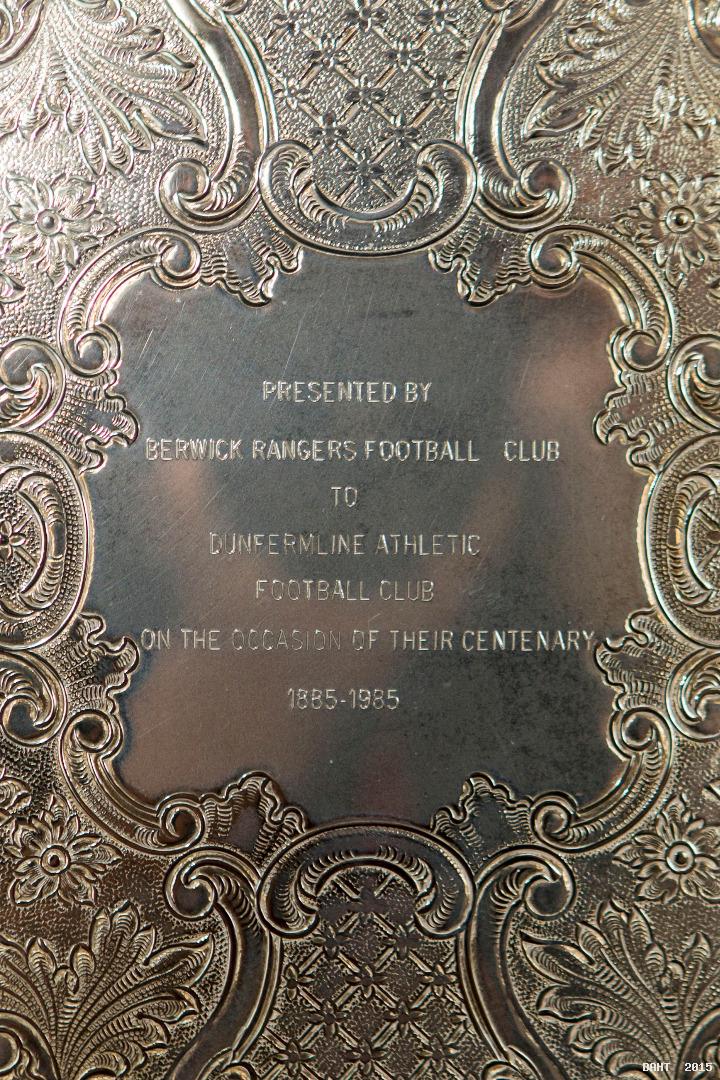 PRESENTED BY
BERWICK RANGERS FOOTBALL CLUB
TO
DUNFERMLINE ATHLETIC
FOOTBALL CLUB
ON THE OCCASION OF THEIR CENTENARY
1885-1985
DAHT 2015